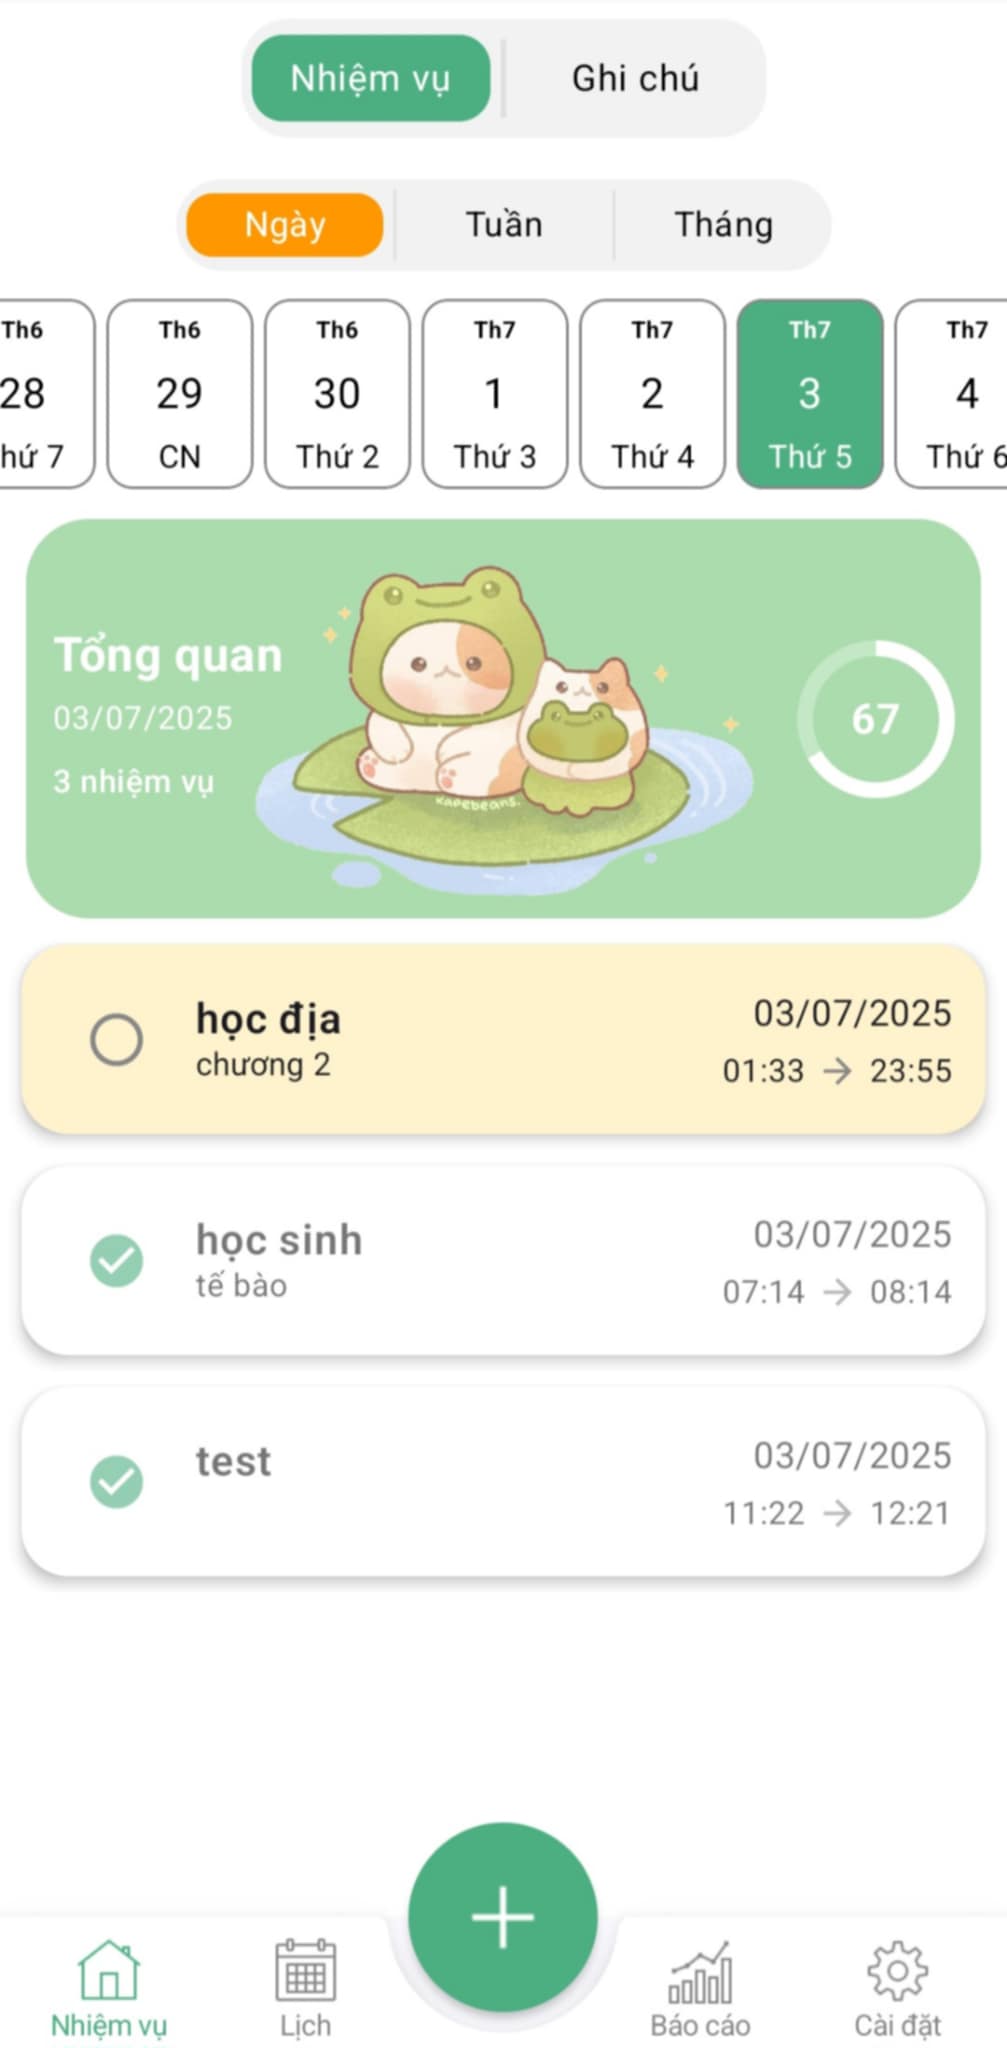 Nhiệm vụ
Ghi chú
Ngày
Tuần
Tháng
Th6
28
hứ 7
Th6
29
CN
Th6
30
Thứ 2
Th7
1
Thứ 3
Th7
2
Thứ 4
Th7
3
Thứ 5
Th7
4
Thứ 6
Tổng quan
03/07/2025
3 nhiệm vụ
kapebeans.
67
học địa
chương 2
03/07/2025
01:33 → 23:55
học sinh
tế bào
03/07/2025
07:14 → 08:14
test
03/07/2025
11:22 → 12:21
Nhiệm vụ
Lịch
Báo cáo
Cài đặt